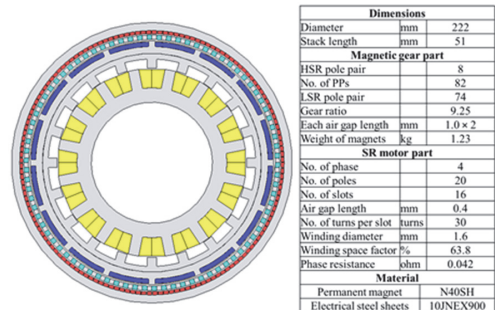 Dimensions
Diameter mm 222
Stack length mm 51
Magnetic gear part
HSR pole pair 8
No. of PPs 82
LSR pole pair 74
Gear ratio 9.25
Each air gap length mm 1.0 × 2
Weight of magnets kg 1.23
SR motor part
No. of phase 4
No. of poles 20
No. of slots 16
Air gap length mm 0.4
No. of turns per slot turns 30
Winding diameter mm 1.6
Winding space factor % 63.8
Phase resistance ohm 0.042
Material
Permanent magnet N40SH
Electrical steel sheets 10JNEX900